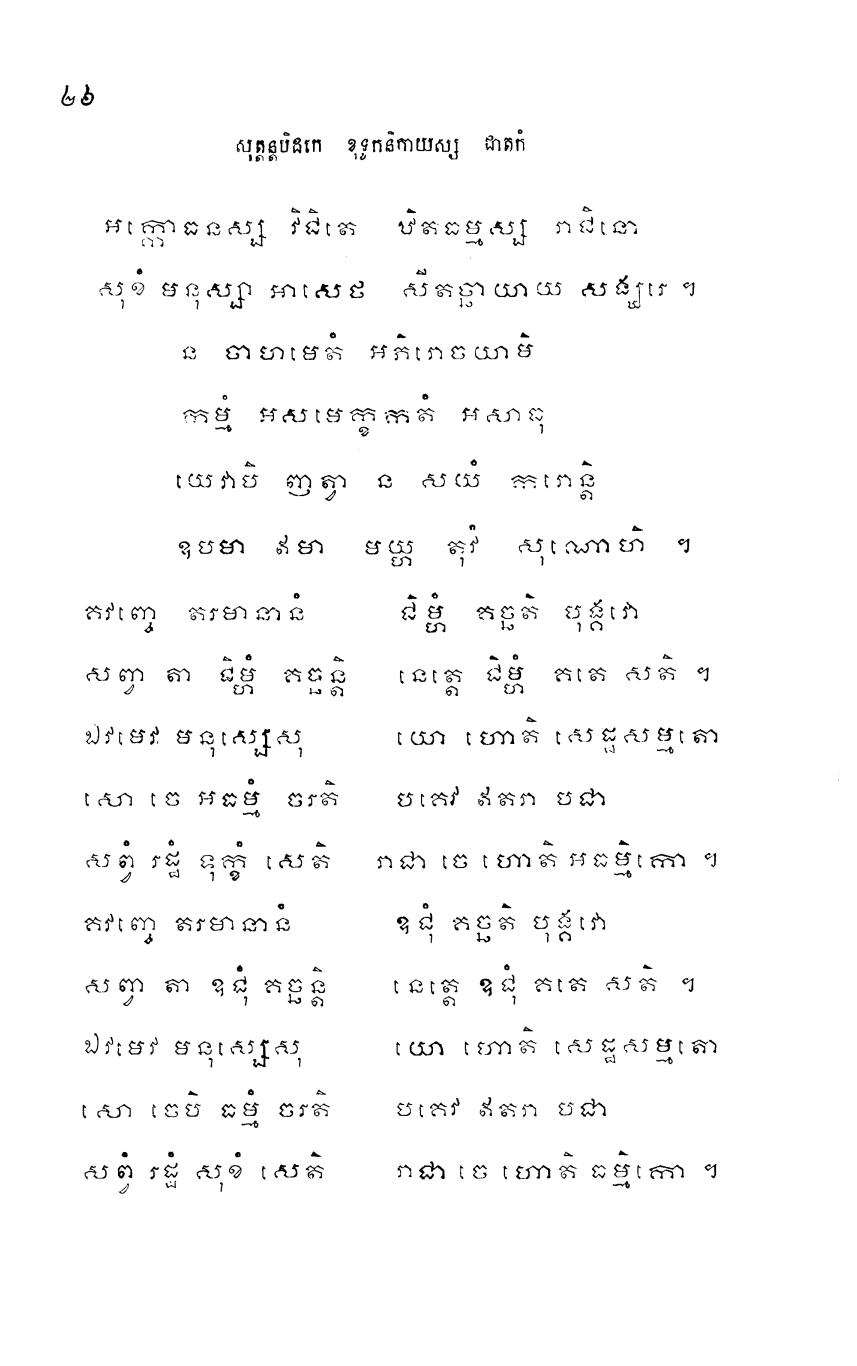 ៤៦
សុត្តន្តបិដកេ ខុទ្ទកនិកាយស្ស ជាតកំ
អក្កោធនស្ស វិជិតេ ឋិតធម្មស្ស រាជិនោ
សុខំ មនុស្សា អាសេថ សីតច្ឆាយាយ សង្ឃរេ ។
ន ចាហមេតំ អភិរោចយាមិ
កម្មំ អសមេក្ខកតំ អសាធុ
យេវាបិ ញត្វា ន សយំ ករោន្តិ
ឧបមា ឥមា មយ្ហ តុវំ សុណោហិ ។
គវញ្ចេ តរមានានំ ជិម្ហំ គច្ឆតិ បុង្គវោ
សព្វា តា ជិម្ហំ គច្ឆន្តិ នេត្តេ ជិម្ហំ គតេ សតិ ។
ឯវមេវ មនុស្សេសុ យោ ហោតិ សេដ្ឋសម្មតោ
សោ ចេ អធម្មំ ចរតិ បគេវ ឥតរា បជា
សព្វំ រដ្ឋំ ទុក្ខំ សេតិ រាជា ចេ ហោតិ អធម្មិកោ ។
គវញ្ចេ តរមានានំ ឧជុំ គច្ឆតិ បុង្គវោ
សព្វា តា ឧជុំ គច្ឆន្តិ នេត្តេ ឧជុំ គតេ សតិ ។
ឯវមេវ មនុស្សេសុ យោ ហោតិ សេដ្ឋសម្មតោ
សោ ចេបិ ធម្មំ ចរតិ បគេវ ឥតរា បជា
សព្វំ រដ្ឋំ សុខំ សេតិ រាជា ចេ ហោតិ ធម្មិកោ ។